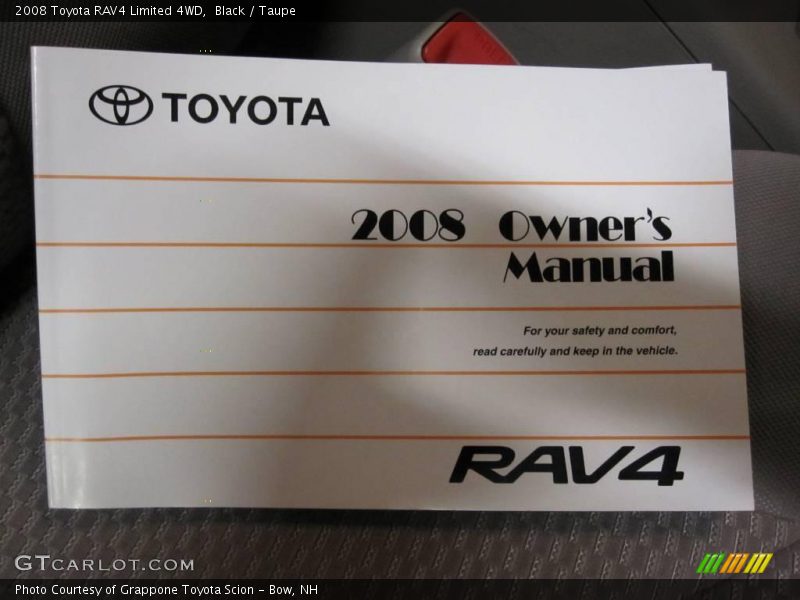 2008 Toyota RAV4 Limited 4WD,  Black / Taupe
TOYOTA
2008 Owner's
Manual
For your safety and comfort,
read carefully and keep in the vehicle.
RAV4
GTCARLOT.COM
Photo Courtesy of Grappone Toyota Scion - Bow, NH